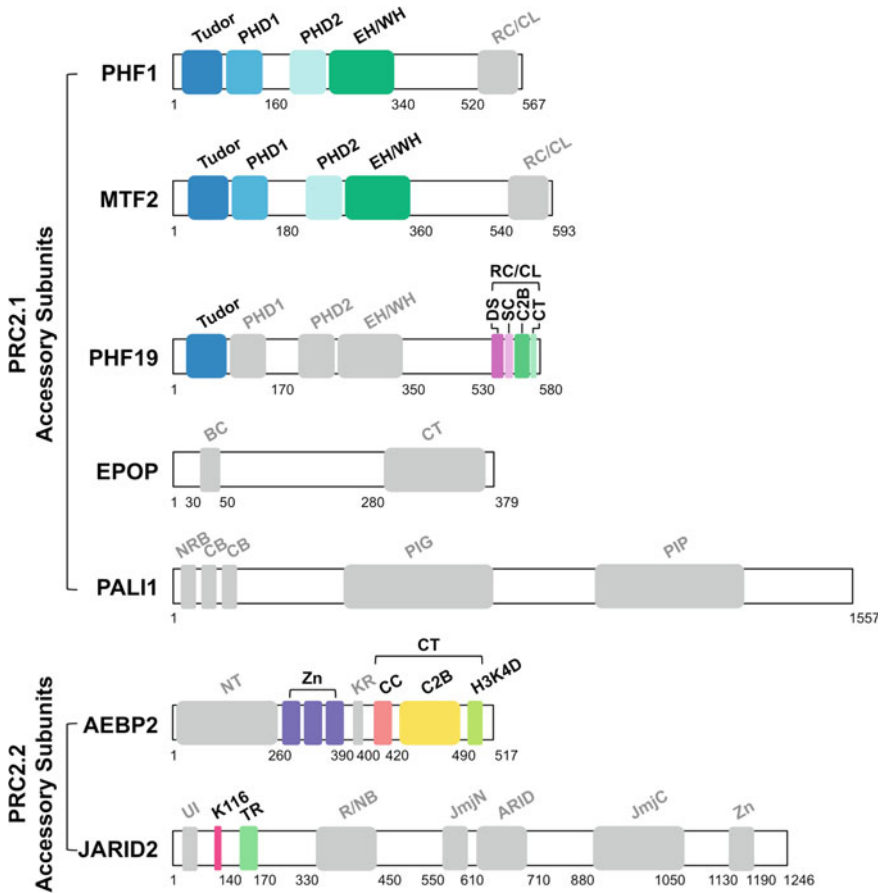 PRC2.1
Accessory Subunits
Tudor PHD1 PHD2 EH/WH RC/CL
PHF1
1 160 340 520 567
Tudor PHD1 PHD2 EH/WH RC/CL
MTF2
1 180 360 540 593
RC/CL
Tudor PHD1 PHD2 EH/WH DS SC C2B CT
PHF19
1 170 350 530 580
BC CT
EPOP
1 30 50 280 379
NRB CB CB PIG PIP
PALI1
1 1557
PRC2.2
Accessory Subunits
CT
NT Zn KR CC C2B H3K4D
AEBP2
1 260 390 400 420 490 517
UI K116 TR R/NB JmjN ARID JmjC Zn
JARID2
1 140 170 330 450 550 610 710 880 1050 1130 1190 1246